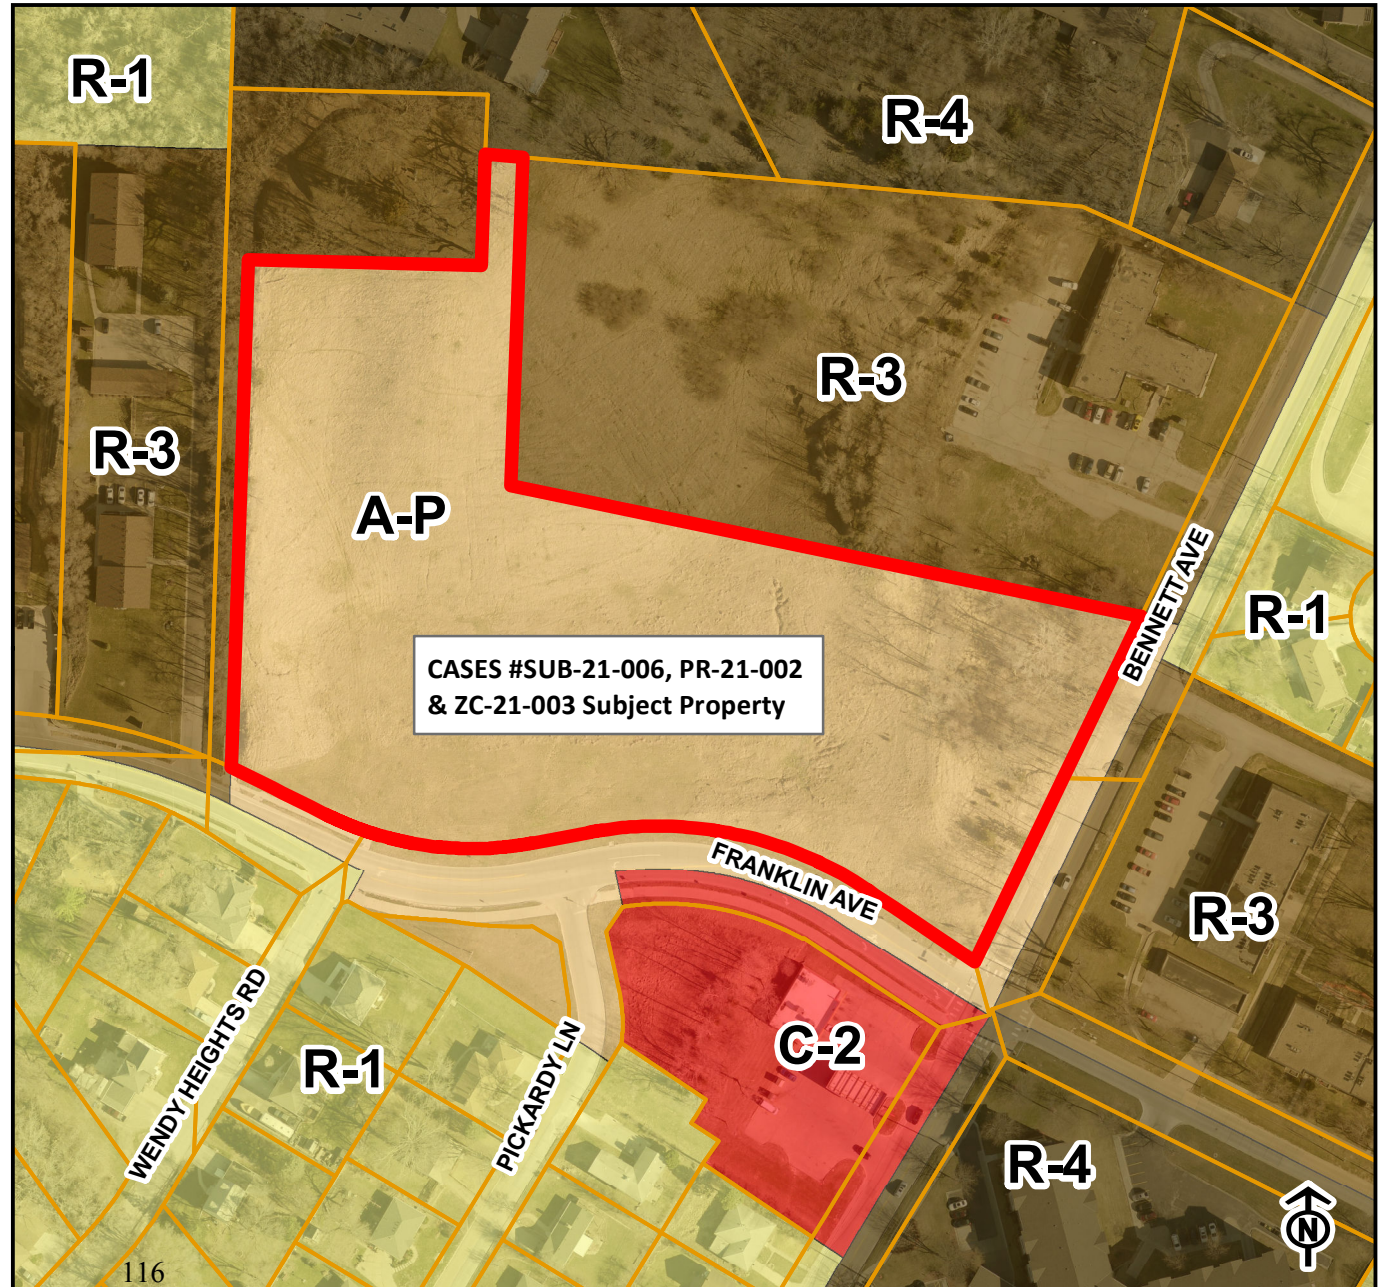 R-1
R-4
R-3
R-3
A-P
BENNETT AVE
R-1
CASES #SUB-21-006, PR-21-002
& ZC-21-003 Subject Property
FRANKLIN AVE
R-3
WENDY HEIGHTS RD
R-1
PICKARDY LN
C-2
R-4
N
116